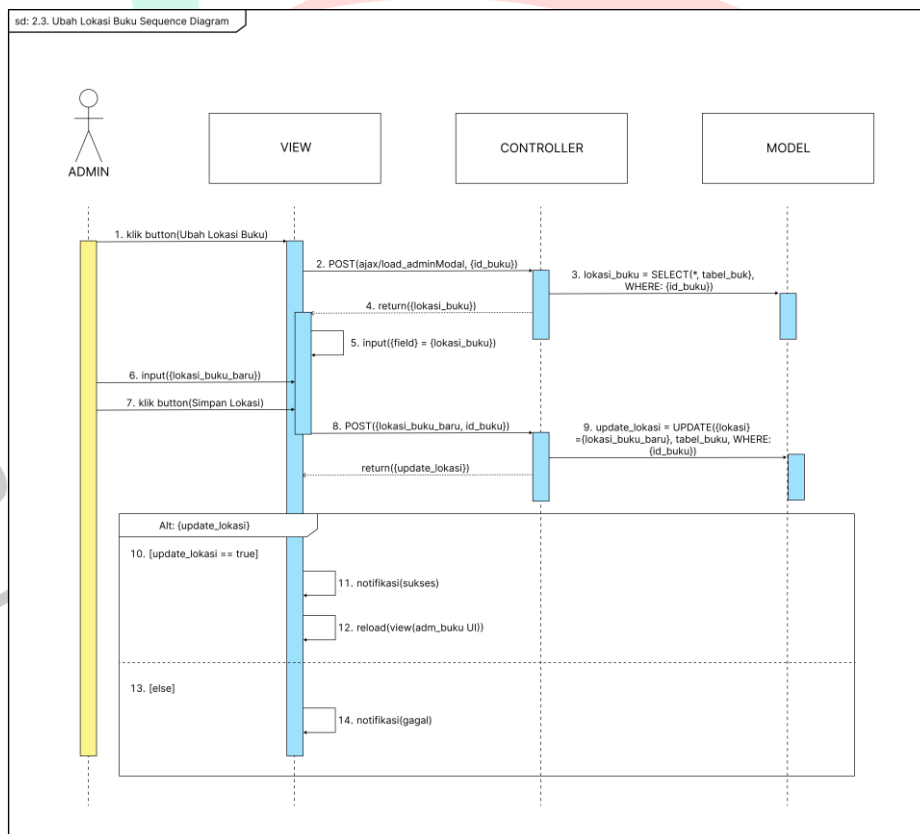 sd: 2.3. Ubah Lokasi Buku Sequence Diagram
ADMIN
VIEW
CONTROLLER
MODEL
1. klik button(Ubah Lokasi Buku)
2. POST(ajax/load_adminModal, {id_buku})
3. lokasi_buku = SELECT(*, tabel_buk},
WHERE: {id_buku})
4. return({lokasi_buku})
5. input({field} = {lokasi_buku})
6. input({lokasi_buku_baru})
7. klik button(Simpan Lokasi)
8. POST({lokasi_buku_baru, id_buku})
9. update_lokasi = UPDATE({lokasi}
={lokasi_buku_baru}, tabel_buku, WHERE:
{id_buku})
return({update_lokasi})
Alt: {update_lokasi}
10. [update_lokasi == true]
11. notifikasi(sukses)
12. reload(view(adm_buku UI))
13. [else]
14. notifikasi(gagal)